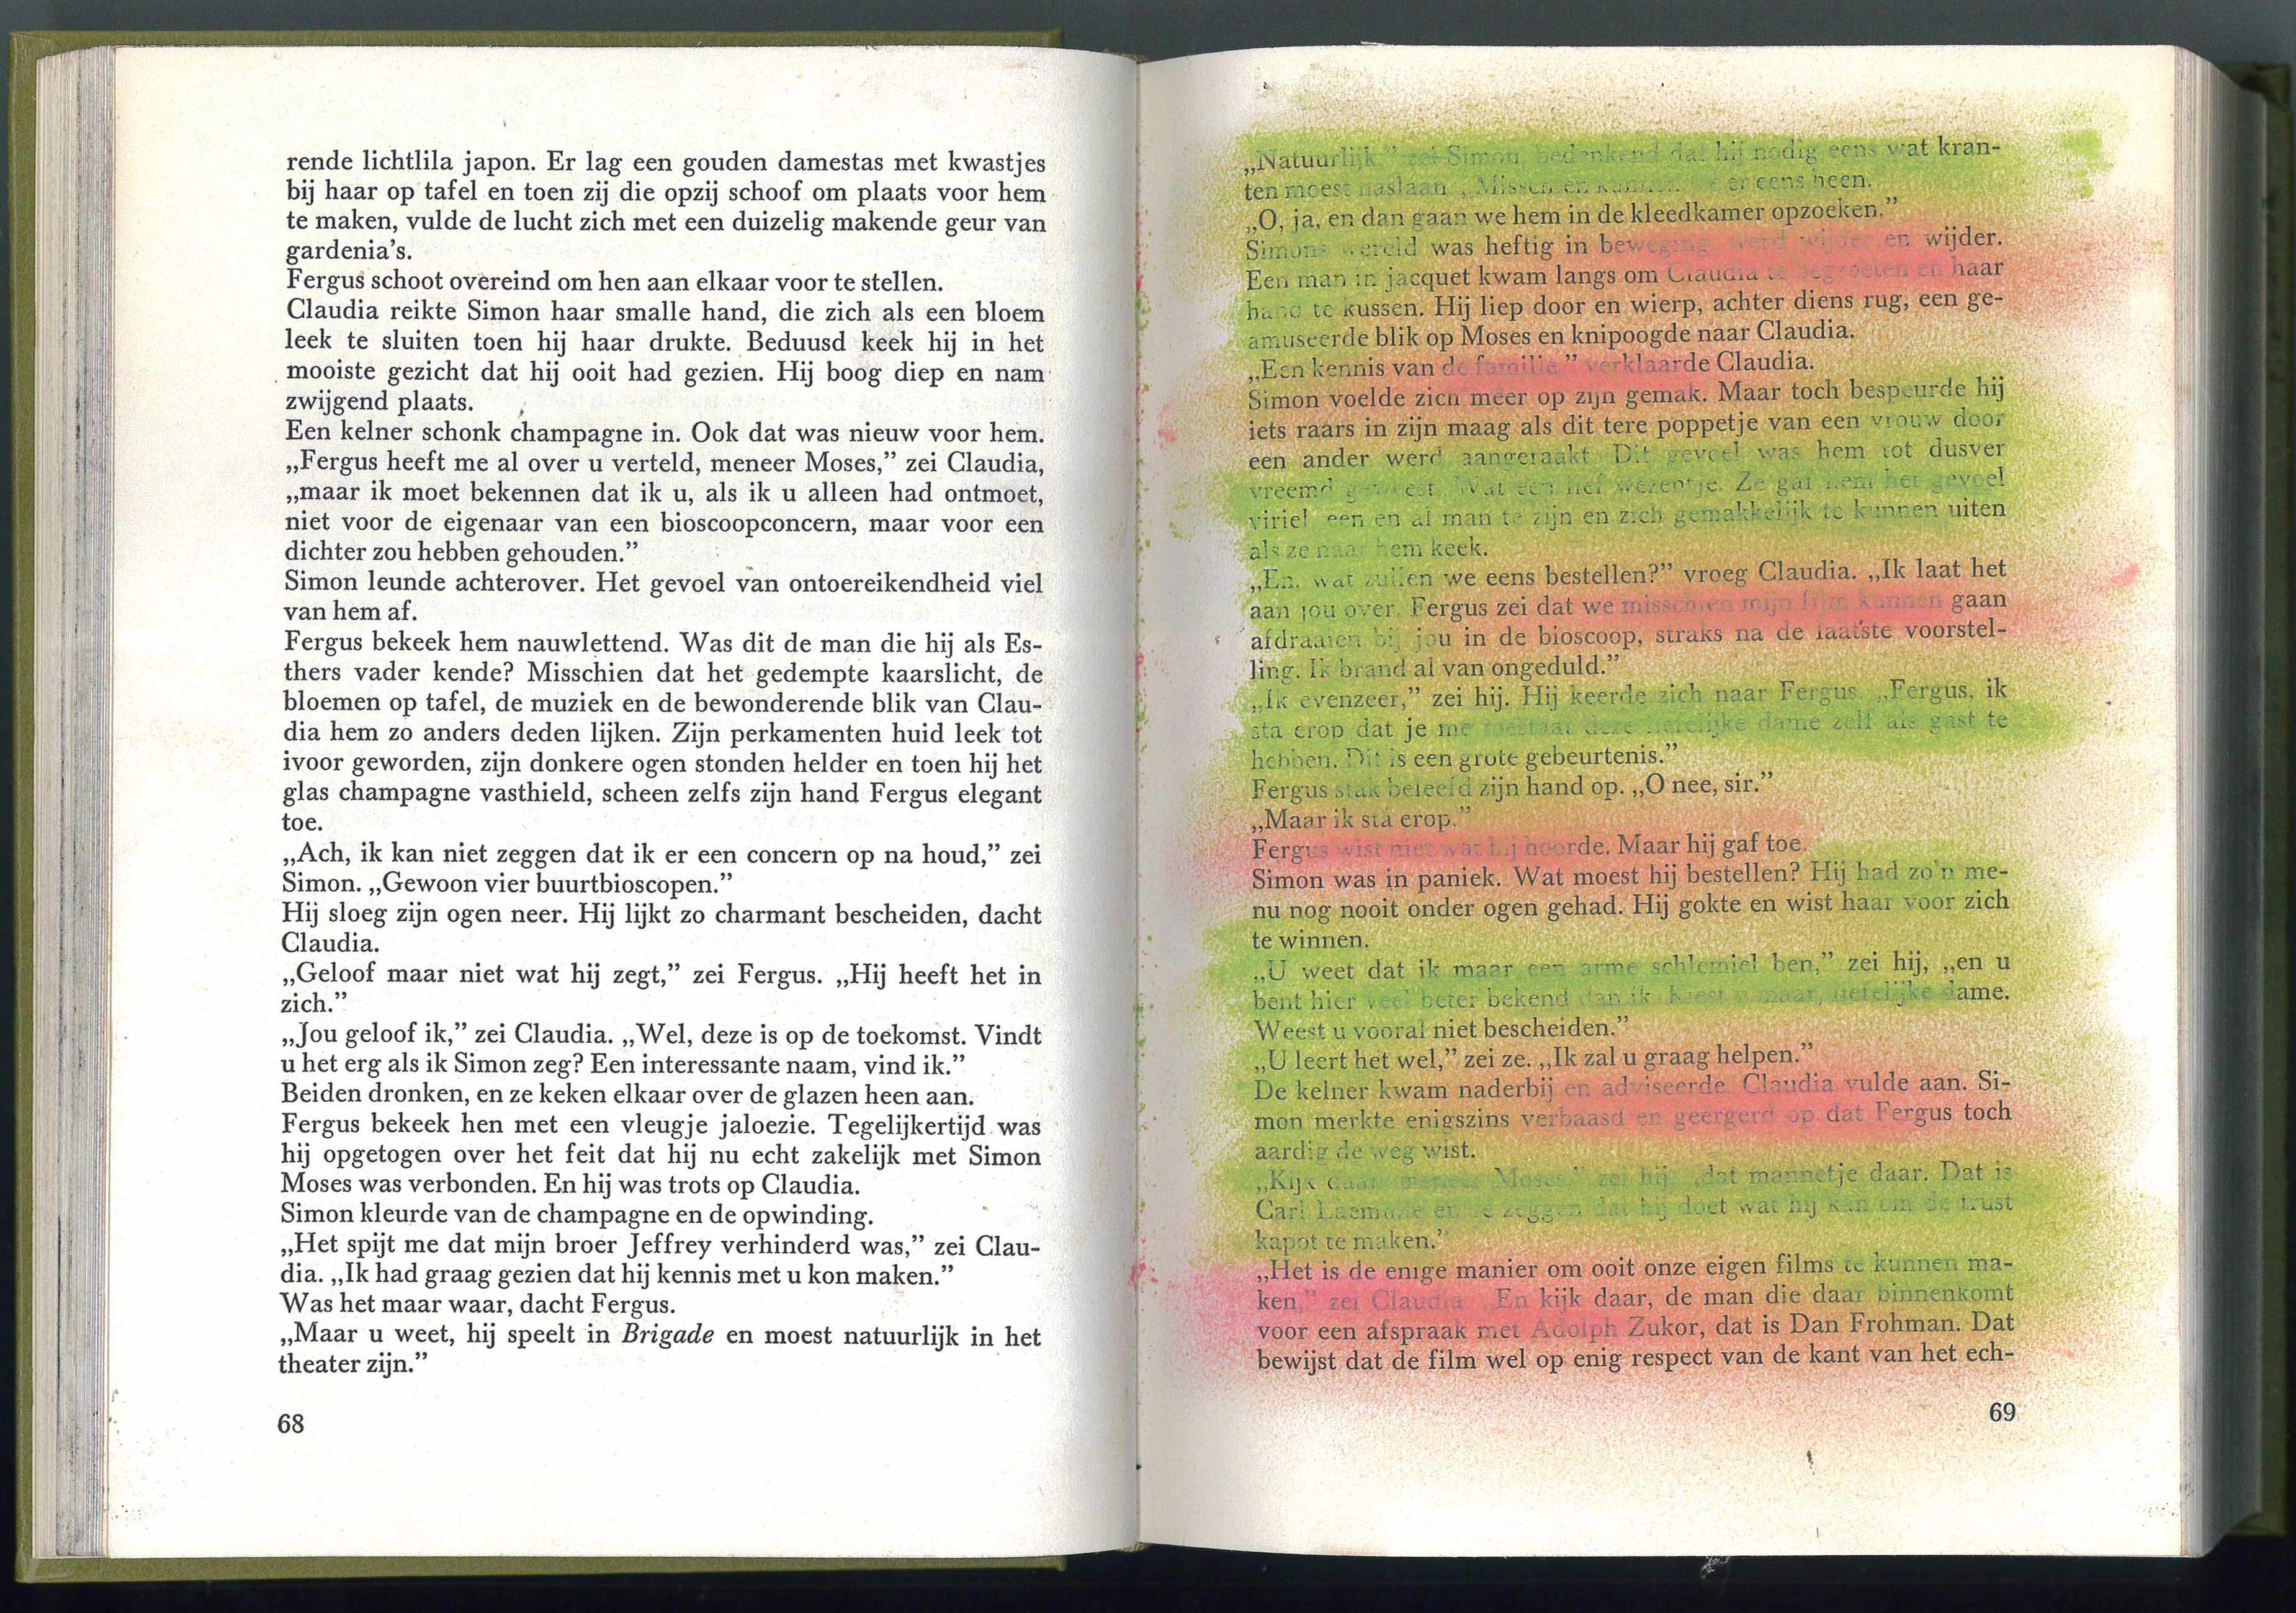 rende lichtlila japon. Er lag een gouden damestas met kwastjes
bij haar op tafel en toen zij die opzij schoof om plaats voor hem
te maken, vulde de lucht zich met een duizelig makende geur van
gardenia's.
Fergus schoot overeind om hen aan elkaar voor te stellen.
Claudia reikte Simon haar smalle hand, die zich als een bloem
leek te sluiten toen hij haar drukte. Beduusd keek hij in het
mooiste gezicht dat hij ooit had gezien. Hij boog diep en nam
zwijgend plaats.
Een kelner schonk champagne in. Ook dat was nieuw voor hem.
„Fergus heeft me al over u verteld, meneer Moses,” zei Claudia,
„maar ik moet bekennen dat ik u, als ik u alleen had ontmoet,
niet voor de eigenaar van een bioscoopconcern, maar voor een
dichter zou hebben gehouden.”
Simon leunde achterover. Het gevoel van ontoereikendheid viel
van hem af.
Fergus bekeek hem nauwlettend. Was dit de man die hij als Es-
thers vader kende? Misschien dat het gedempte kaarslicht, de
bloemen op tafel, de muziek en de bewonderende blik van Clau-
dia hem zo anders deden lijken. Zijn perkamenten huid leek tot
ivoor geworden, zijn donkere ogen stonden helder en toen hij het
glas champagne vasthield, scheen zelfs zijn hand Fergus elegant
toe.
„Ach, ik kan niet zeggen dat ik er een concern op na houd,” zei
Simon. „Gewoon vier buurtbioscopen.”
Hij sloeg zijn ogen neer. Hij lijkt zo charmant bescheiden, dacht
Claudia.
„Geloof maar niet wat hij zegt,” zei Fergus. „Hij heeft het in
zich.”
„Jou geloof ik,” zei Claudia. „Wel, deze is op de toekomst. Vindt
u het erg als ik Simon zeg? Een interessante naam, vind ik.”
Beiden dronken, en ze keken elkaar over de glazen heen aan.
Fergus bekeek hen met een vleugje jaloezie. Tegelijkertijd was
hij opgetogen over het feit dat hij nu echt zakelijk met Simon
Moses was verbonden. En hij was trots op Claudia.
Simon kleurde van de champagne en de opwinding.
„Het spijt me dat mijn broer Jeffrey verhinderd was,” zei Clau-
dia. „Ik had graag gezien dat hij kennis met u kon maken.”
Was het maar waar, dacht Fergus.
„Maar u weet, hij speelt in Brigade en moest natuurlijk in het
theater zijn.”
68
„Natuurlijk,” zei Simon, bedenkend dat hij nodig eens wat kran-
ten moest naslaan. „Misschien kunnen we er eens heen.
„O, ja, en dan gaan we hem in de kleedkamer opzoeken.”
Simons wereld was heftig in beweging, werd wijder en wijder.
Een man in jacquet kwam langs om Claudia te begroeten en haar
hand te kussen. Hij liep door en wierp, achter diens rug, een ge-
amuseerde blik op Moses en knipoogde naar Claudia.
„Een kennis van de familie,” verklaarde Claudia.
Simon voelde zich meer op zijn gemak. Maar toch bespeurde hij
iets raars in zijn maag als dit tere poppetje van een vrouw door
een ander werd aangeraakt. Dit gevoel was hem tot dusver
vreemd geweest. Wat een lief wezentje. Ze gaf hem het gevoel
viriel een en al man te zijn en zich gemakkelijk te kunnen uiten
als ze naar hem keek.
„En, wat zullen we eens bestellen?” vroeg Claudia. „Ik laat het
aan jou over. Fergus zei dat we misschien mijn film kunnen gaan
afdraaien bij jou in de bioscoop, straks na de laatste voorstel-
ling. Ik brand al van ongeduld.”
„Ik evenzeer,” zei hij. Hij keerde zich naar Fergus. „Fergus, ik
sta erop dat je me toestaat deze liefelijke dame zelf als gast te
hebben. Dit is een grote gebeurtenis.”
Fergus stak beleefd zijn hand op. „O nee, sir.”
„Maar ik sta erop.”
Fergus wist niet wat hij hoorde. Maar hij gaf toe.
Simon was in paniek. Wat moest hij bestellen? Hij had zo'n me-
nu nog nooit onder ogen gehad. Hij gokte en wist haar voor zich
te winnen.
„U weet dat ik maar een arme schlemiel ben,” zei hij, „en u
bent hier veel beter bekend dan ik. Kiest u maar, liefelijke dame.
Weest u vooral niet bescheiden.”
„U leert het wel,” zei ze. „Ik zal u graag helpen.”
De kelner kwam naderbij en adviseerde. Claudia vulde aan. Si-
mon merkte enigszins verbaasd en geërgerd op dat Fergus toch
aardig de weg wist.
„Kijk daar, meneer Moses,” zei hij, „dat mannetje daar. Dat is
Carl Laemmle en ze zeggen dat hij doet wat hij kan om de trust
kapot te maken.”
„Het is de enige manier om ooit onze eigen films te kunnen ma-
ken,” zei Claudia. „En kijk daar, de man die daar binnenkomt
voor een afspraak met Adolph Zukor, dat is Dan Frohman. Dat
bewijst dat de film wel op enig respect van de kant van het ech-
69